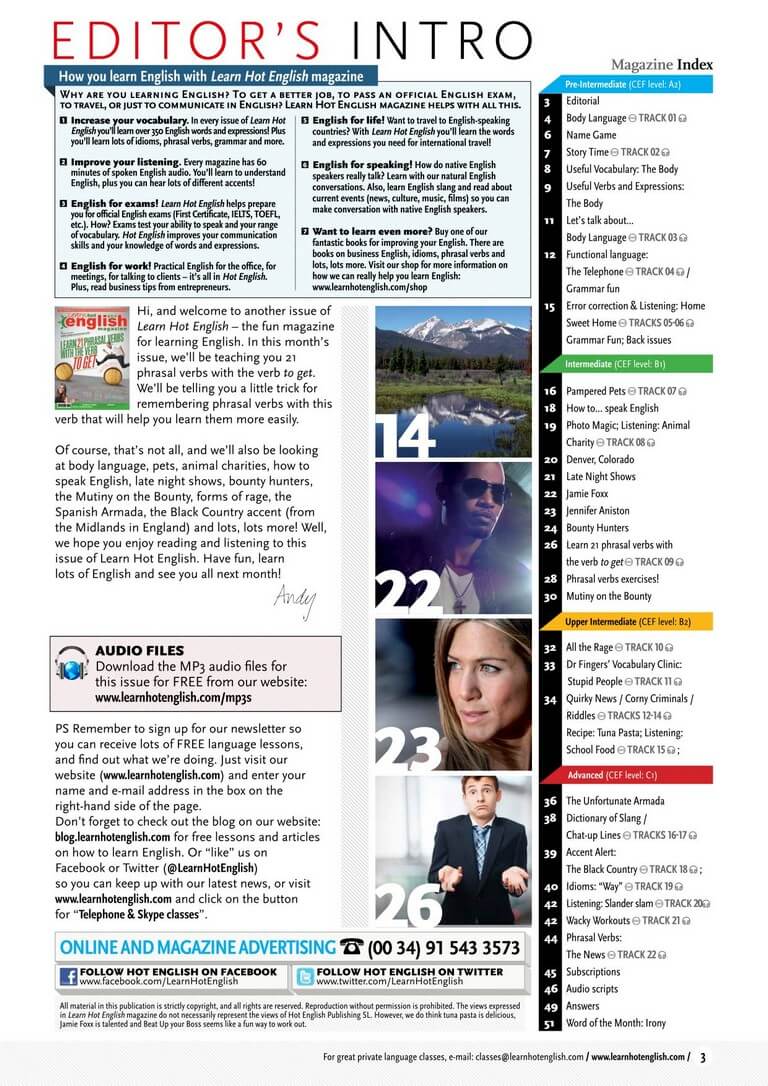 EDITOR'S INTRO
How you learn English with Learn Hot English magazine
WHY ARE YOU LEARNING ENGLISH? TO GET A BETTER JOB, TO PASS AN OFFICIAL ENGLISH EXAM,
TO TRAVEL, OR JUST TO COMMUNICATE IN ENGLISH? LEARN HOT ENGLISH MAGAZINE HELPS WITH ALL THIS.
1 Increase your vocabulary. In every issue of Learn Hot
English you'll learn over 350 English words and expressions! Plus
you'll learn lots of idioms, phrasal verbs, grammar and more.
2 Improve your listening. Every magazine has 60
minutes of spoken English audio. You'll learn to understand
English, plus you can hear lots of different accents!
3 English for exams! Learn Hot English helps prepare
you for official English exams (First Certificate, IELTS, TOEFL,
etc.). How? Exams test your ability to speak and your range
of vocabulary. Hot English improves your communication
skills and your knowledge of words and expressions.
4 English for work! Practical English for the office, for
meetings, for talking to clients – it's all in Hot English.
Plus, read business tips from entrepreneurs.
5 English for life! Want to travel to English-speaking
countries? With Learn Hot English you'll learn the words
and expressions you need for international travel!
6 English for speaking! How do native English
speakers really talk? Learn with our natural English
conversations. Also, learn English slang and read about
current events (news, culture, music, films) so you can
make conversation with native English speakers.
7 Want to learn even more? Buy one of our
fantastic books for improving your English. There are
books on business English, idioms, phrasal verbs and
lots, lots more. Visit our shop for more information on
how we can really help you learn English:
www.learnhotenglish.com/shop
english
magazine
LEARN 21 PHRASAL VERBS
WITH THE VERB
TO GET
Hi, and welcome to another issue of
Learn Hot English – the fun magazine
for learning English. In this month's
issue, we'll be teaching you 21
phrasal verbs with the verb to get.
We'll be telling you a little trick for
remembering phrasal verbs with this
verb that will help you learn them more easily.
Of course, that's not all, and we'll also be looking
at body language, pets, animal charities, how to
speak English, late night shows, bounty hunters,
the Mutiny on the Bounty, forms of rage, the
Spanish Armada, the Black Country accent (from
the Midlands in England) and lots, lots more! Well,
we hope you enjoy reading and listening to this
issue of Learn Hot English. Have fun, learn
lots of English and see you all next month!
Andy
AUDIO FILES
Download the MP3 audio files for
this issue for FREE from our website:
www.learnhotenglish.com/mp3s
PS Remember to sign up for our newsletter so
you can receive lots of FREE language lessons,
and find out what we're doing. Just visit our
website (www.learnhotenglish.com) and enter your
name and e-mail address in the box on the
right-hand side of the page.
Don't forget to check out the blog on our website:
blog.learnhotenglish.com for free lessons and articles
on how to learn English. Or "like" us on
Facebook or Twitter (@LearnHotEnglish)
so you can keep up with our latest news, or visit
www.learnhotenglish.com and click on the button
for "Telephone & Skype classes".
14
22
23
26
ONLINE AND MAGAZINE ADVERTISING ☎ (00 34) 91 543 3573
FOLLOW HOT ENGLISH ON FACEBOOK
www.facebook.com/LearnHotEnglish
FOLLOW HOT ENGLISH ON TWITTER
www.twitter.com/LearnHotEnglish
All material in this publication is strictly copyright, and all rights are reserved. Reproduction without permission is prohibited. The views expressed
in Learn Hot English magazine do not necessarily represent the views of Hot English Publishing SL. However, we do think tuna pasta is delicious,
Jamie Foxx is talented and Beat Up your Boss seems like a fun way to work out.
Magazine Index
Pre-Intermediate (CEF level: A2)
3 Editorial
4 Body Language TRACK 01
6 Name Game
7 Story Time TRACK 02
8 Useful Vocabulary: The Body
9 Useful Verbs and Expressions:
The Body
11 Let's talk about...
Body Language TRACK 03
12 Functional language:
The Telephone TRACK 04 /
Grammar fun
15 Error correction & Listening: Home
Sweet Home TRACKS 05-06
Grammar Fun; Back issues
Intermediate (CEF level: B1)
16 Pampered Pets TRACK 07
18 How to... speak English
19 Photo Magic; Listening: Animal
Charity TRACK 08
20 Denver, Colorado
21 Late Night Shows
22 Jamie Foxx
23 Jennifer Aniston
24 Bounty Hunters
26 Learn 21 phrasal verbs with
the verb to get TRACK 09
28 Phrasal verbs exercises!
30 Mutiny on the Bounty
Upper Intermediate (CEF level: B2)
32 All the Rage TRACK 10
33 Dr Fingers' Vocabulary Clinic:
Stupid People TRACK 11
34 Quirky News / Corny Criminals /
Riddles TRACKS 12-14
Recipe: Tuna Pasta; Listening:
School Food TRACK 15 ;
Advanced (CEF level: C1)
36 The Unfortunate Armada
38 Dictionary of Slang /
Chat-up Lines TRACKS 16-17
39 Accent Alert:
The Black Country TRACK 18 ;
40 Idioms: "Way" TRACK 19
42 Listening: Slander slam TRACK 20
42 Wacky Workouts TRACK 21
44 Phrasal Verbs:
The News TRACK 22
45 Subscriptions
46 Audio scripts
49 Answers
51 Word of the Month: Irony
For great private language classes, e-mail: classes@learnhotenglish.com / www.learnhotenglish.com / 3